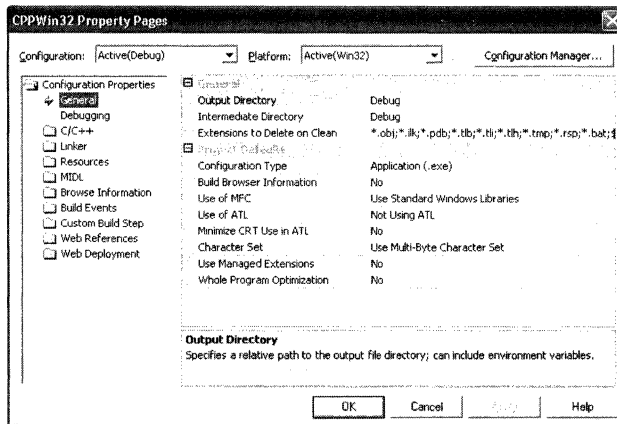 CPPWin32 Property Pages
Configuration: Active(Debug) Platform: Active(Win32) Configuration Manager...
Configuration Properties
General
Debugging
C/C++
Linker
Resources
MIDL
Browse Information
Build Events
Custom Build Step
Web References
Web Deployment
General
Output Directory Debug
Intermediate Directory Debug
Extensions to Delete on Clean *.obj;*.ilk;*.pdb;*.tlb;*.tli;*.tlh;*.tmp;*.rsp;*.bat;$
Project Defaults
Configuration Type Application (.exe)
Build Browser Information No
Use of MFC Use Standard Windows Libraries
Use of ATL Not Using ATL
Minimize CRT Use in ATL No
Character Set Use Multi-Byte Character Set
Use Managed Extensions No
Whole Program Optimization No
Output Directory
Specifies a relative path to the output file directory; can include environment variables.
OK Cancel Apply Help